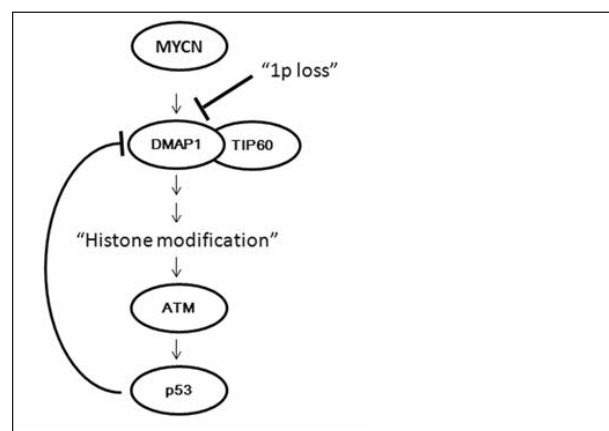 MYCN
“1p loss”
DMAP1 TIP60
“Histone modification”
ATM
p53